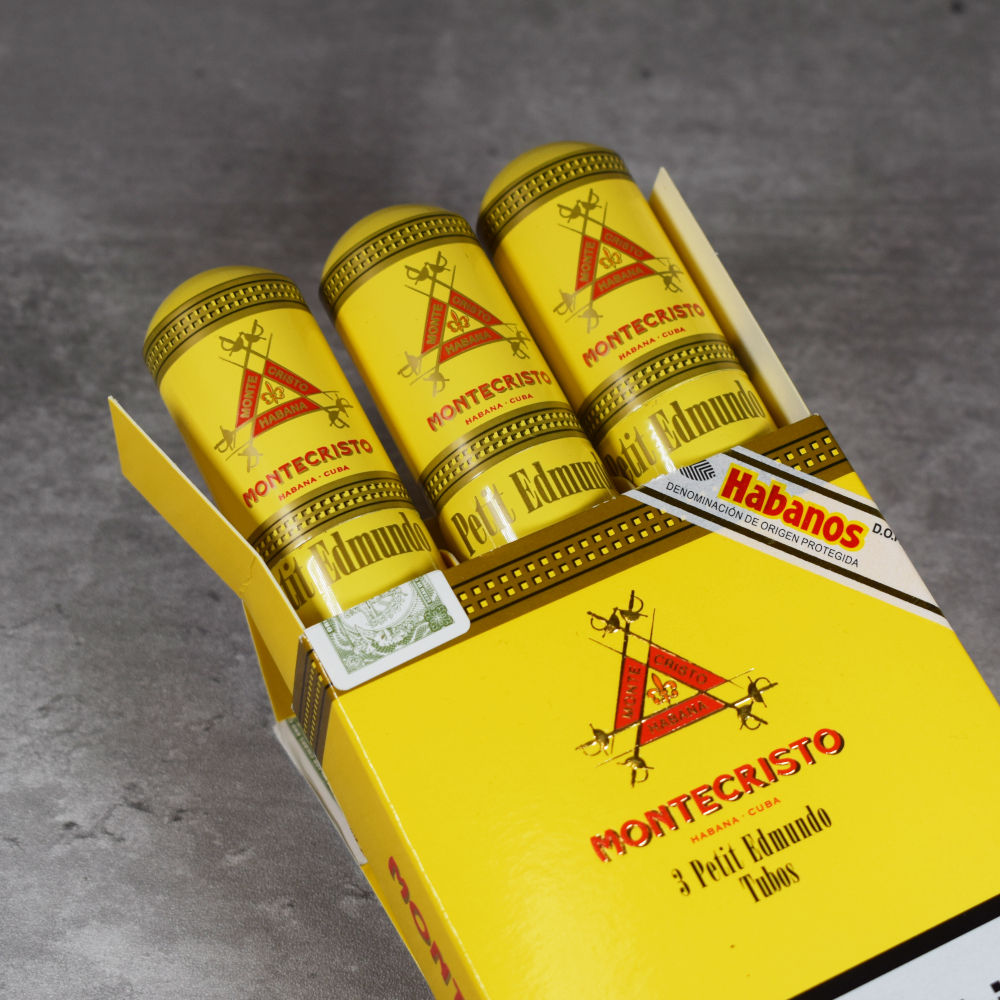 MONTE
CRISTO
HABANA
MONTECRISTO
HABANA · CUBA
Edmundo
MONTE
CRISTO
HABANA
MONTECRISTO
HABANA · CUBA
Petit Edmundo
MONTE
CRISTO
HABANA
MONTECRISTO
HABANA · CUBA
Petit Edmundo
Habanos
DENOMINACIÓN DE ORIGEN PROTEGIDA
D.O.
MONTE
CRISTO
HABANA
MONTECRISTO
HABANA · CUBA
3 Petit Edmundo
Tubos
MONT